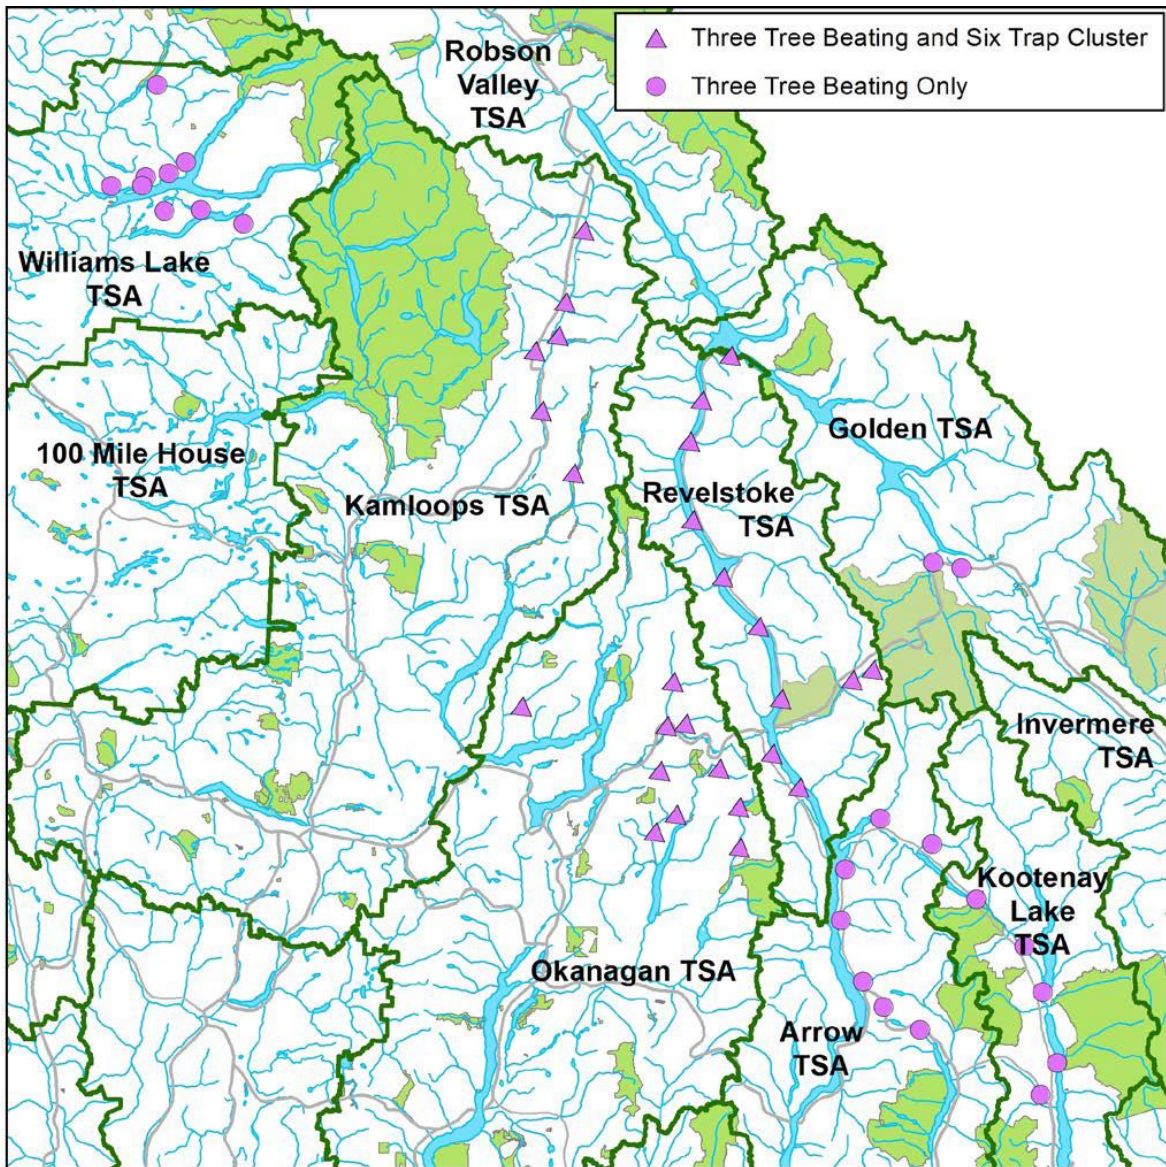 Three Tree Beating and Six Trap Cluster
Three Tree Beating Only
Robson
Valley
TSA
Williams Lake
TSA
100 Mile House
TSA
Kamloops TSA
Golden TSA
Revelstoke
TSA
Invermere
TSA
Kootenay
Lake
TSA
Okanagan TSA
Arrow
TSA